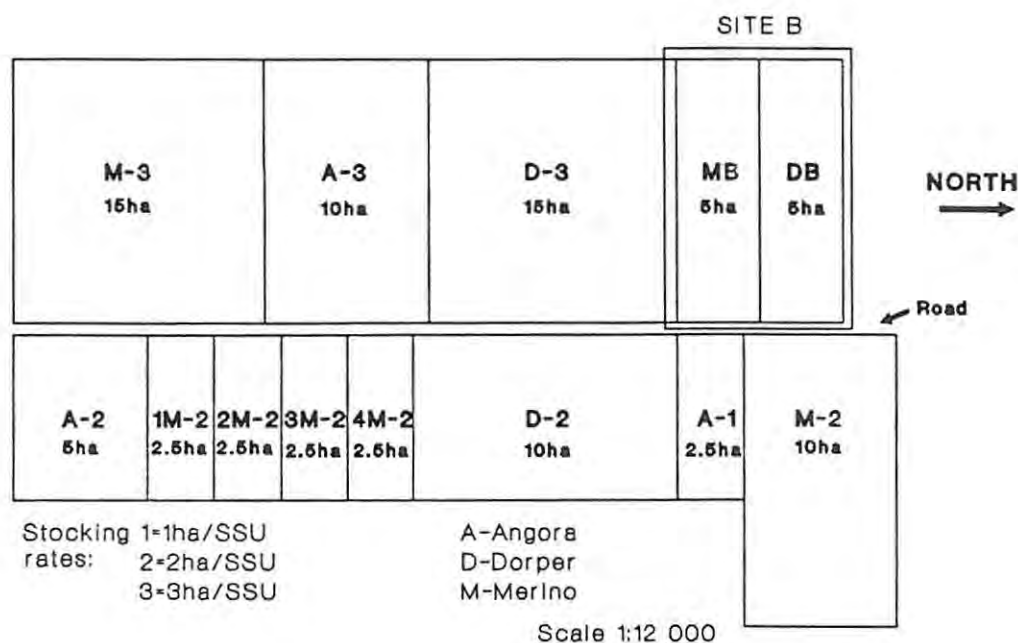 SITE B
M-3
15ha
A-3
10ha
D-3
15ha
MB
5ha
DB
5ha
NORTH
Road
A-2
5ha
1M-2
2.5ha
2M-2
2.5ha
3M-2
2.5ha
4M-2
2.5ha
D-2
10ha
A-1
2.5ha
M-2
10ha
Stocking 1=1ha/SSU
rates: 2=2ha/SSU
3=3ha/SSU
A-Angora
D-Dorper
M-Merino
Scale 1:12 000